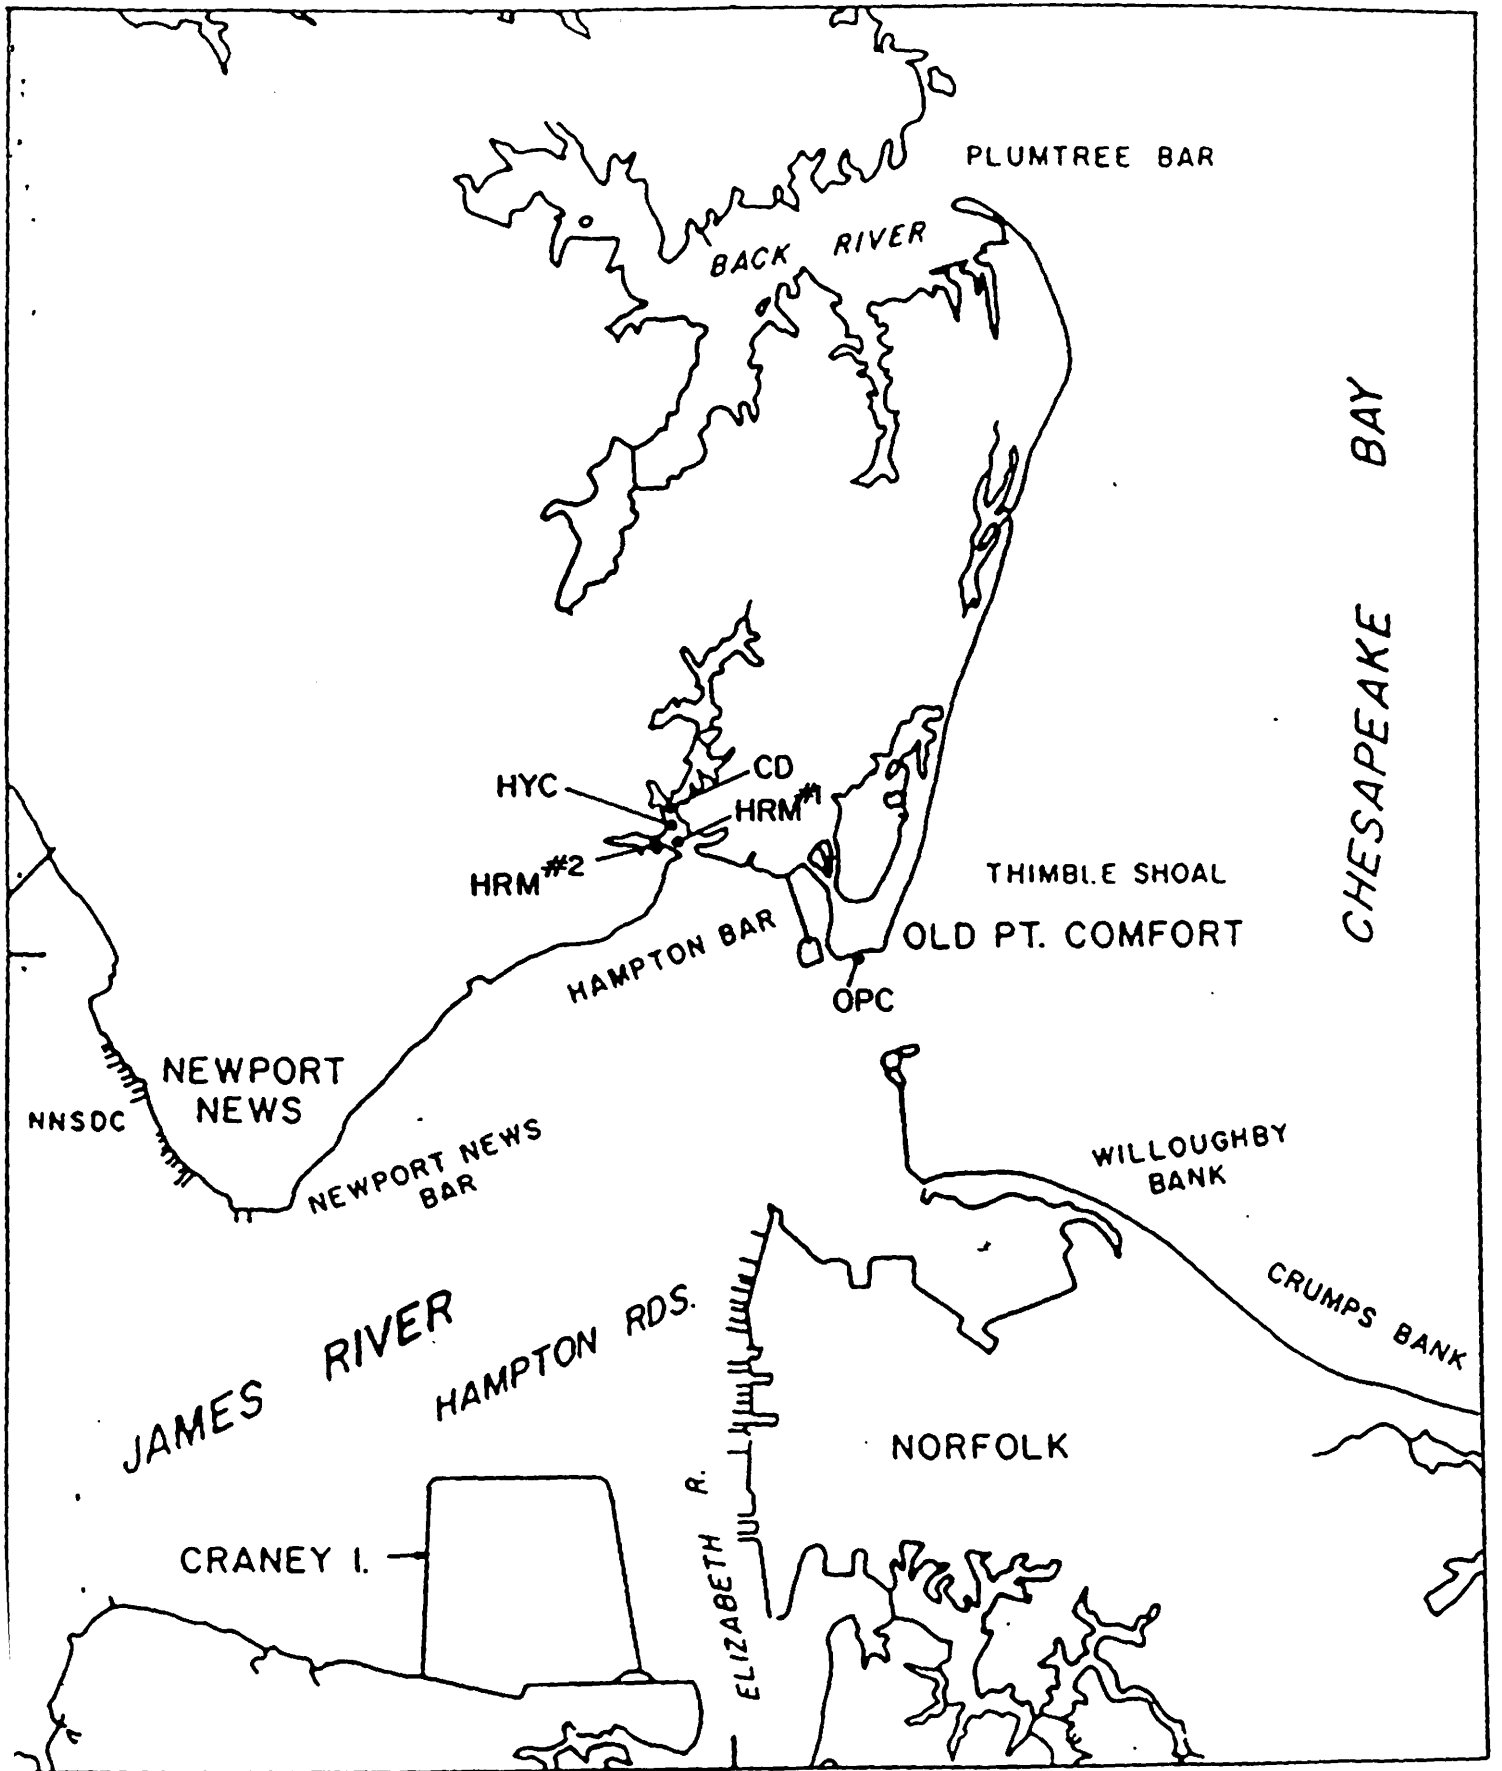 PLUMTREE BAR
BACK RIVER
CHESAPEAKE BAY
CD
HYC
HRM#1
HRM#2
THIMBLE SHOAL
HAMPTON BAR
OLD PT. COMFORT
OPC
NEWPORT
NEWS
NNSDC
NEWPORT NEWS
BAR
WILLOUGHBY
BANK
CRUMPS BANK
JAMES RIVER
HAMPTON RDS.
NORFOLK
ELIZABETH R.
CRANEY I.